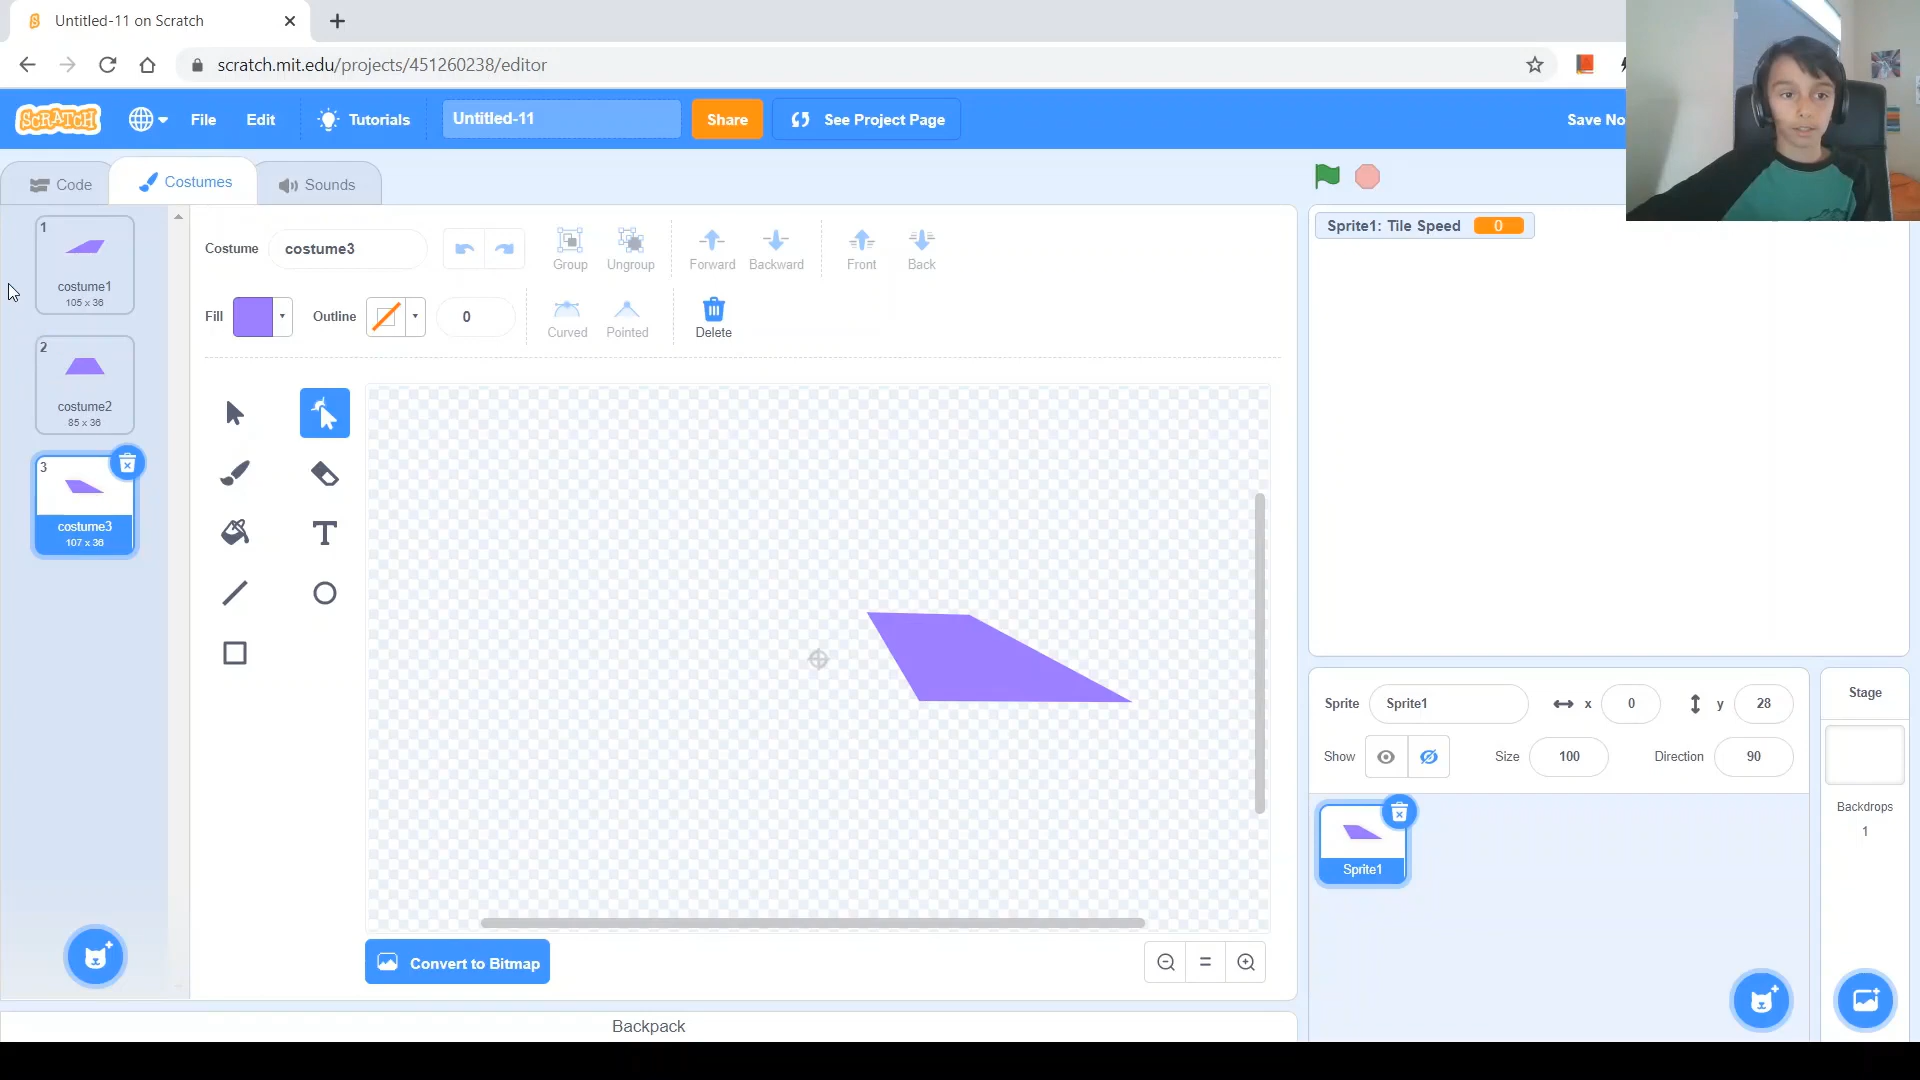 Untitled-11 on Scratch
scratch.mit.edu/projects/451260238/editor
SCRATCH
File
Edit
Tutorials
Untitled-11
Share
See Project Page
Save No
Code
Costumes
Sounds
1
costume1
105 x 36
2
costume2
85 x 36
3
costume3
107 x 36
Costume
costume3
Group
Ungroup
Forward
Backward
Front
Back
Fill
Outline
0
Curved
Pointed
Delete
T
Convert to Bitmap
Backpack
Sprite1: Tile Speed 0
Sprite
Sprite1
x
0
y
28
Show
Size
100
Direction
90
Sprite1
Stage
Backdrops
1